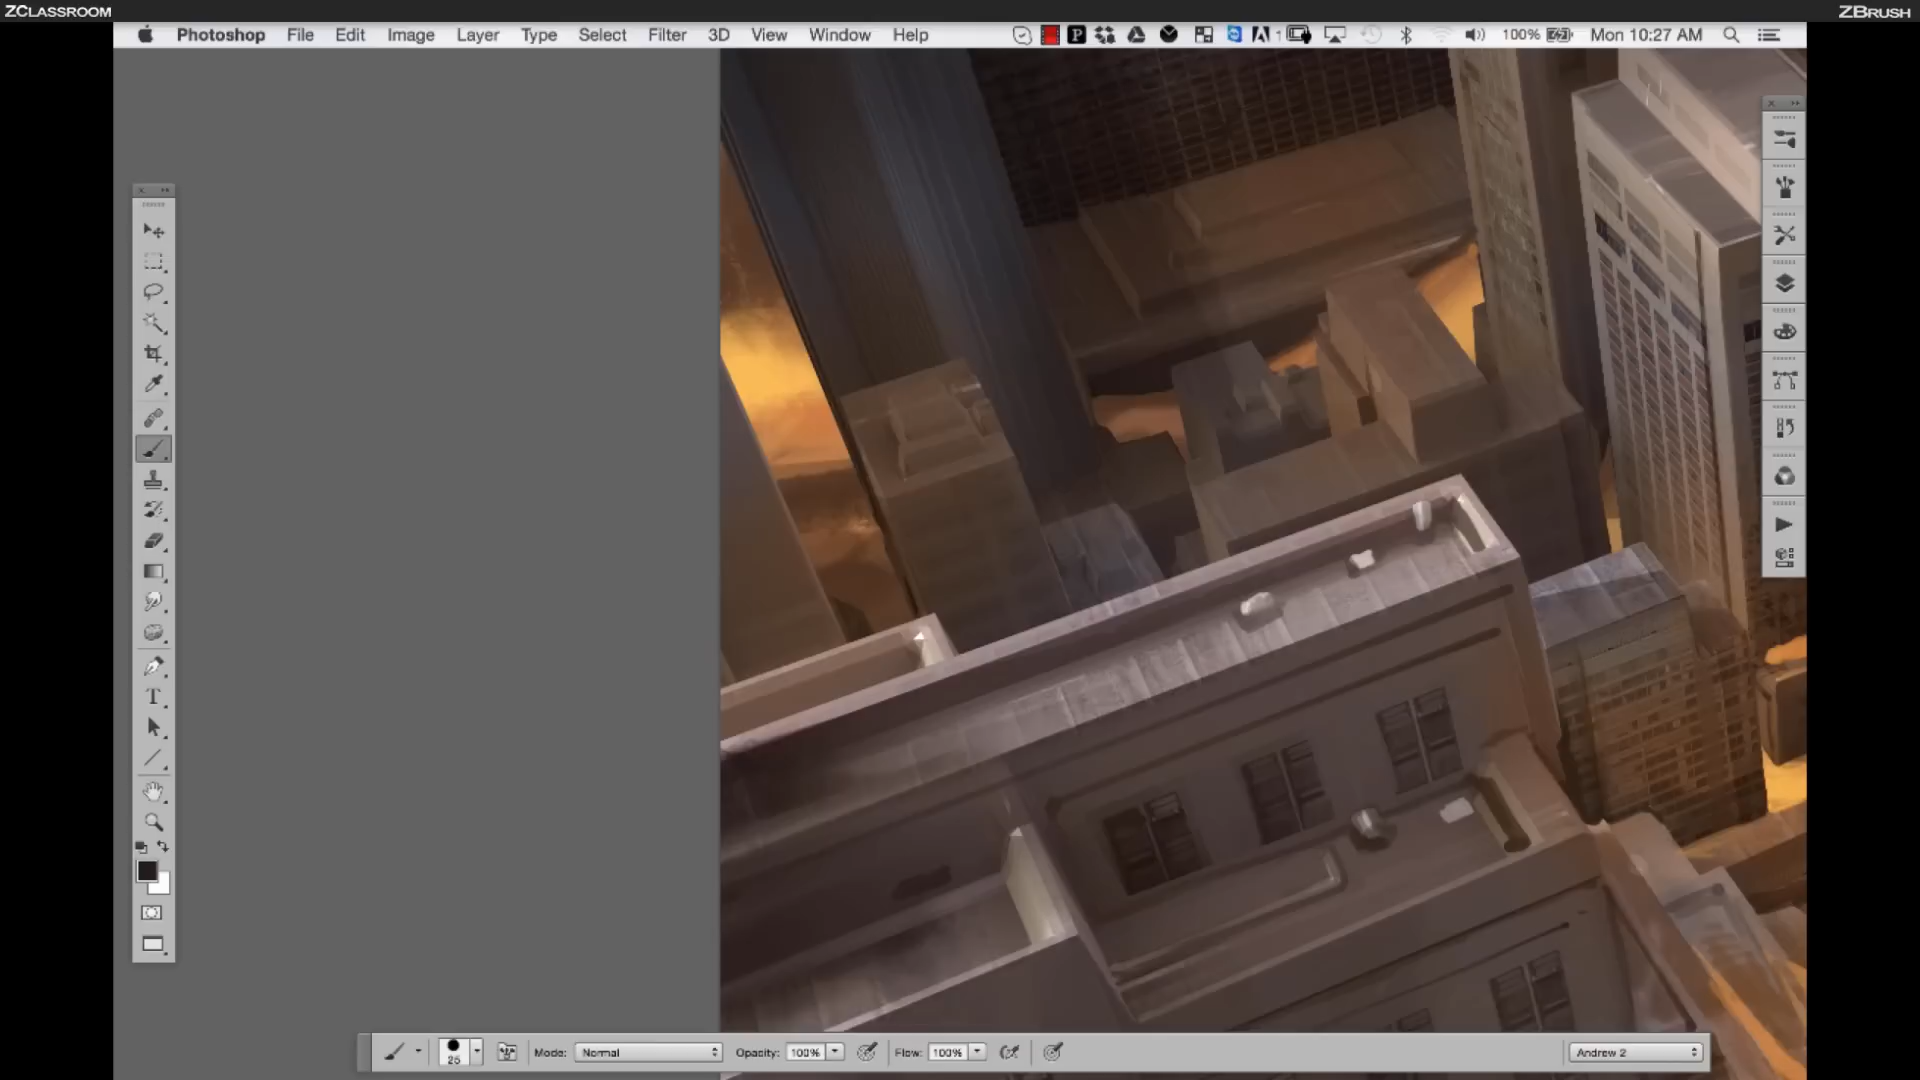 ZCLASSROOM
ZBRUSH
Photoshop File Edit Image Layer Type Select Filter 3D View Window Help
100% Mon 10:27 AM
25 Mode: Normal Opacity: 100% Flow: 100% Andrew 2